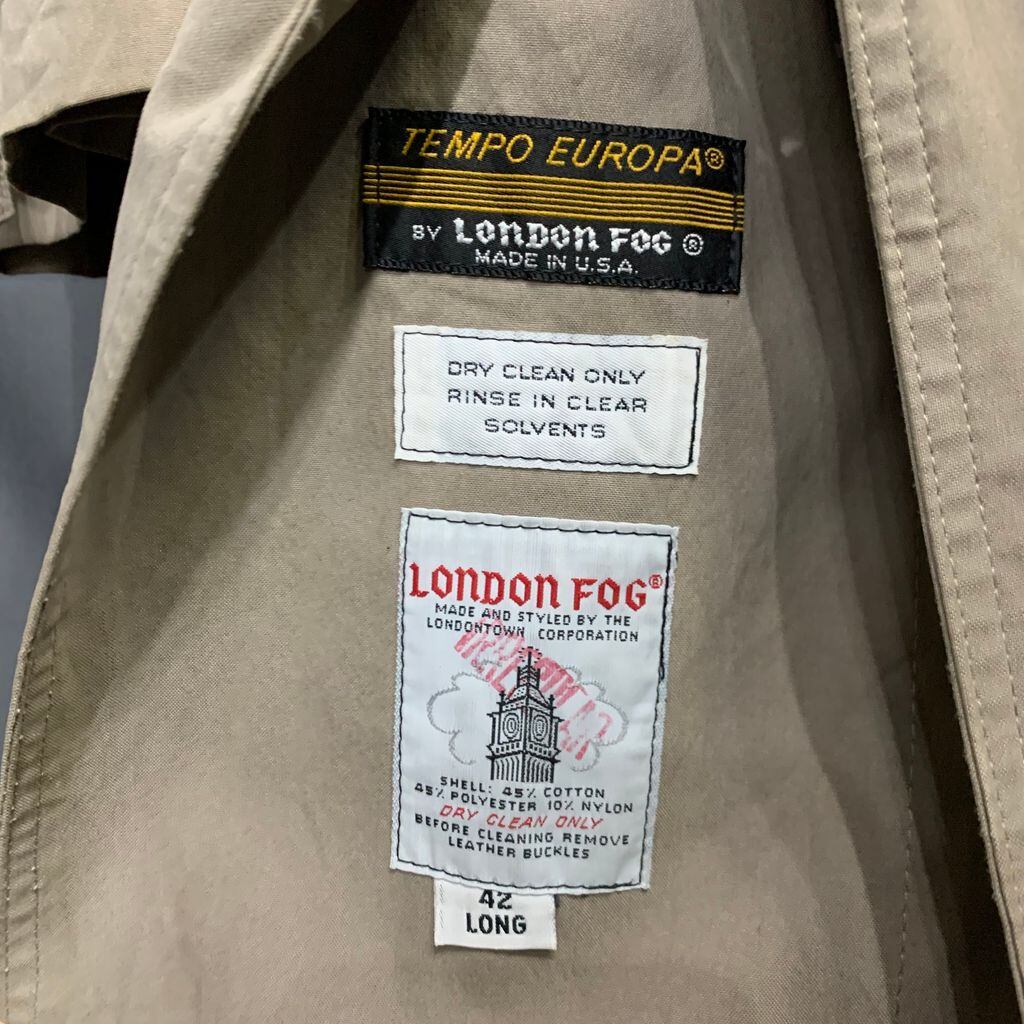 TEMPO EUROPA®
BY LONDON FOG ®
MADE IN U.S.A.
DRY CLEAN ONLY
RINSE IN CLEAR
SOLVENTS
LONDON FOG®
MADE AND STYLED BY THE
LONDONTOWN CORPORATION
SHELL: 45% COTTON
45% POLYESTER 10% NYLON
DRY CLEAN ONLY
BEFORE CLEANING REMOVE
LEATHER BUCKLES
42
LONG